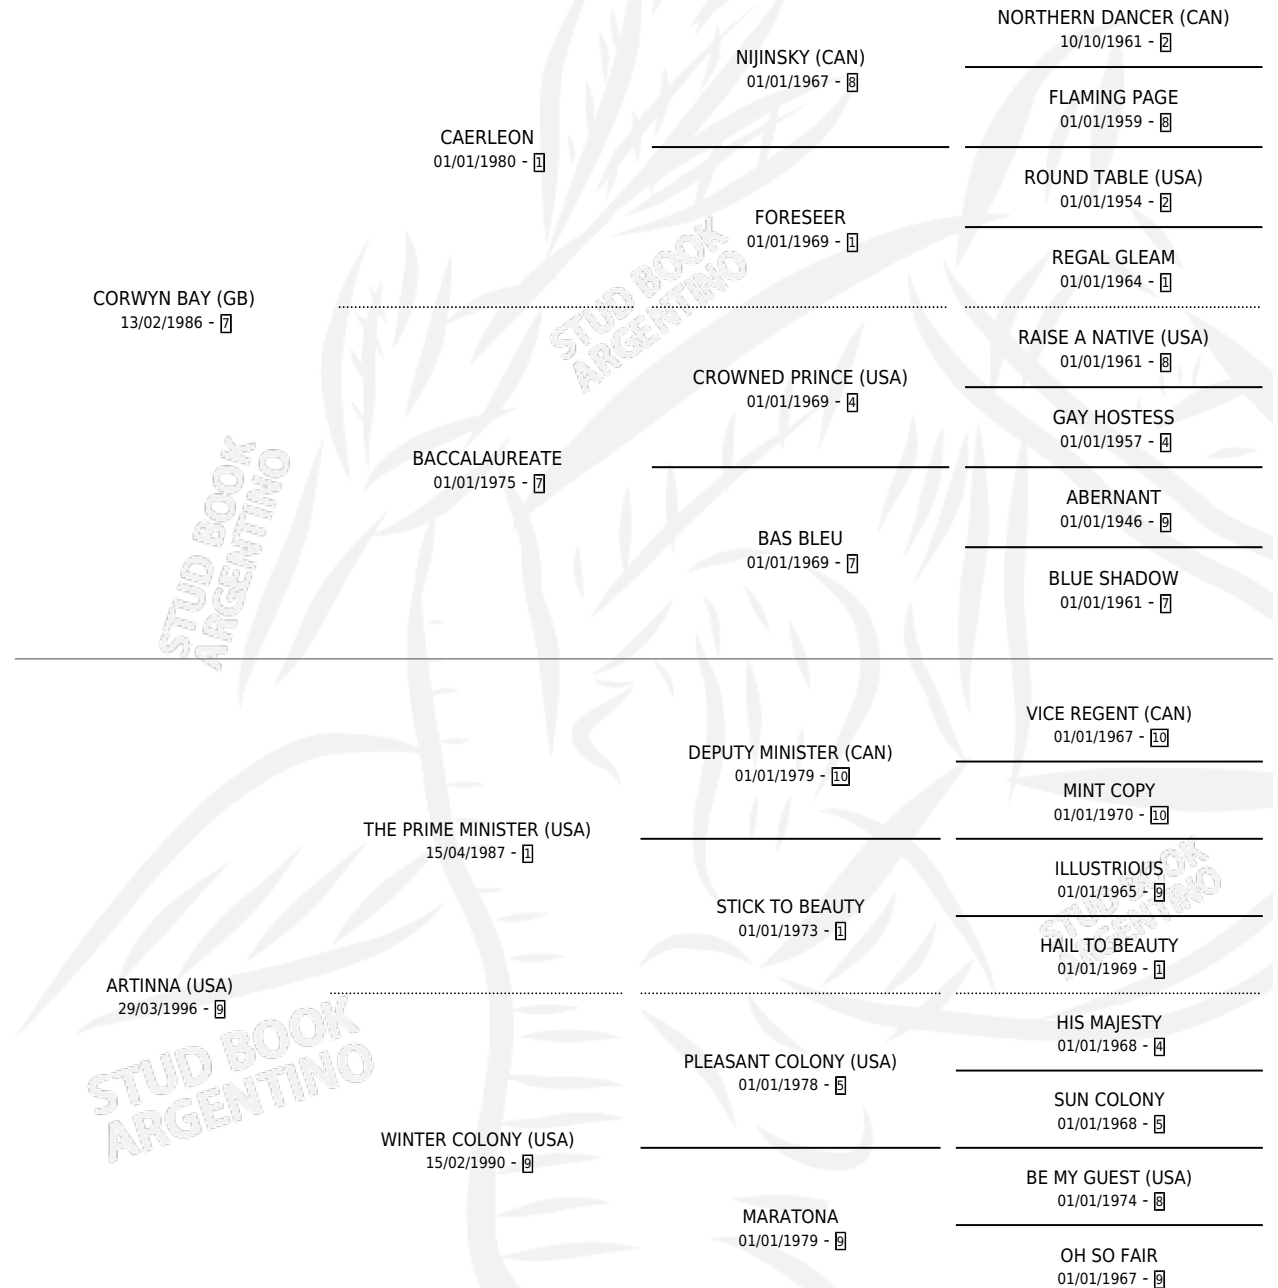 NORTHERN DANCER (CAN)
10/10/1961 - 2
NIJINSKY (CAN)
01/01/1967 - 8
FLAMING PAGE
01/01/1959 - 8
CAERLEON
01/01/1980 - 1
ROUND TABLE (USA)
01/01/1954 - 2
FORESEER
01/01/1969 - 1
REGAL GLEAM
01/01/1964 - 1
CORWYN BAY (GB)
13/02/1986 - 7
RAISE A NATIVE (USA)
01/01/1961 - 8
CROWNED PRINCE (USA)
01/01/1969 - 4
GAY HOSTESS
01/01/1957 - 4
BACCALAUREATE
01/01/1975 - 7
ABERNANT
01/01/1946 - 9
BAS BLEU
01/01/1969 - 7
BLUE SHADOW
01/01/1961 - 7
STUD BOOK
ARGENTINO
STUD BOOK
ARGENTINO
VICE REGENT (CAN)
01/01/1967 - 10
DEPUTY MINISTER (CAN)
01/01/1979 - 10
MINT COPY
01/01/1970 - 10
THE PRIME MINISTER (USA)
15/04/1987 - 1
ILLUSTRIOUS
01/01/1965 - 9
STICK TO BEAUTY
01/01/1973 - 1
HAIL TO BEAUTY
01/01/1969 - 1
STUD BOOK
ARGENTINO
ARTINNA (USA)
29/03/1996 - 9
HIS MAJESTY
01/01/1968 - 4
PLEASANT COLONY (USA)
01/01/1978 - 5
SUN COLONY
01/01/1968 - 5
STUD BOOK
ARGENTINO
WINTER COLONY (USA)
15/02/1990 - 9
BE MY GUEST (USA)
01/01/1974 - 8
MARATONA
01/01/1979 - 9
OH SO FAIR
01/01/1967 - 9